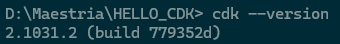 D:\Maestria\HELLO_CDK> cdk --version
2.1031.2 (build 779352d)